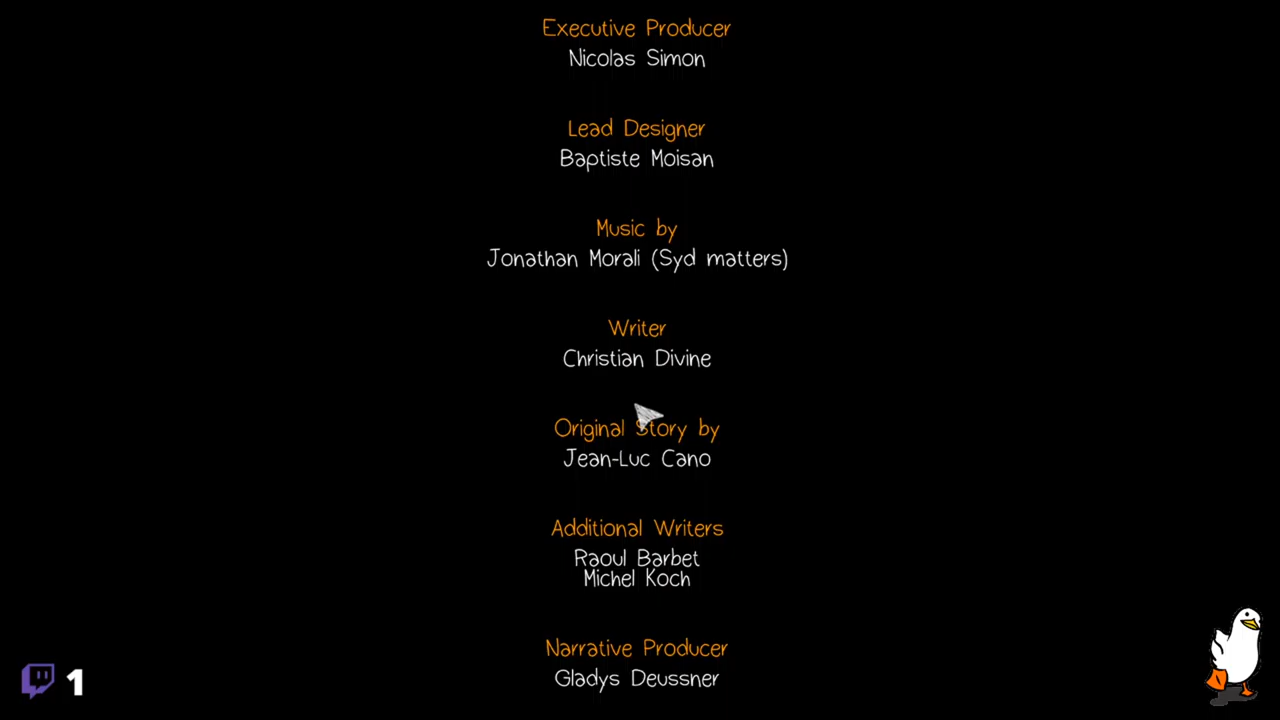 Executive Producer
Nicolas Simon
Lead Designer
Baptiste Moisan
Music by
Jonathan Morali (Syd matters)
Writer
Christian Divine
Original Story by
Jean-Luc Cano
Additional Writers
Raoul Barbet
Michel Koch
Narrative Producer
Gladys Deussner
1